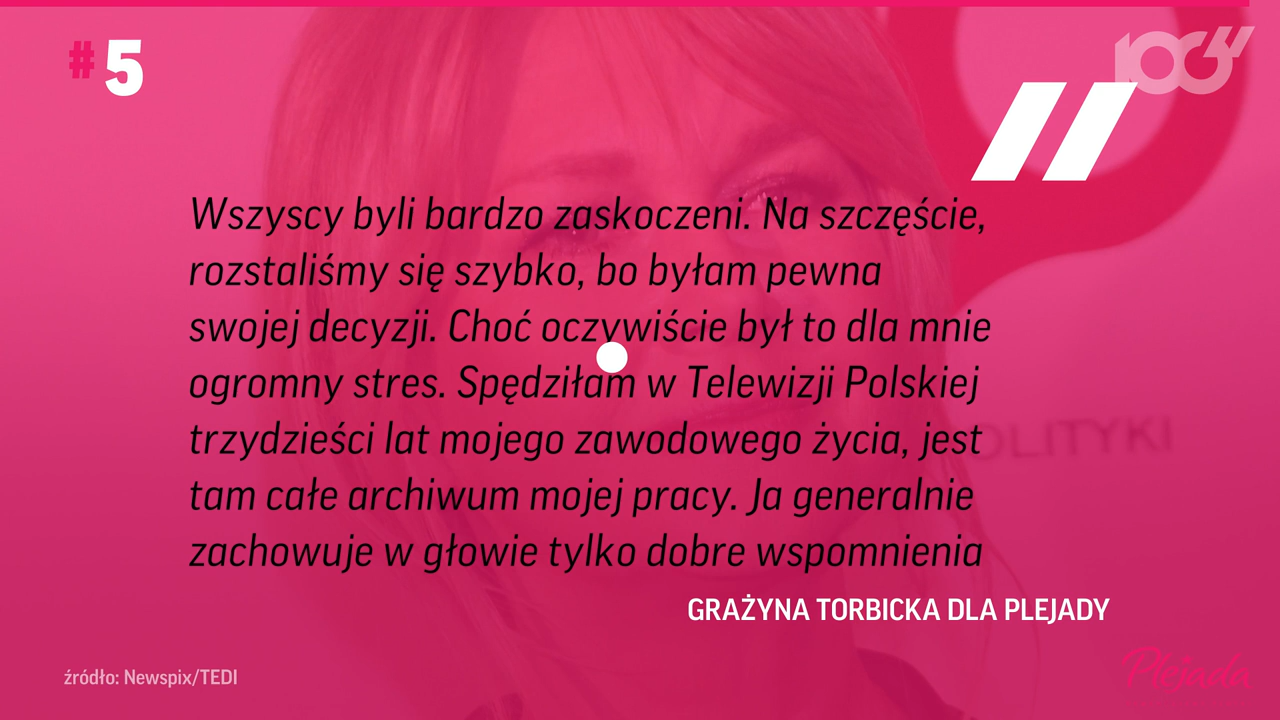 #5
Wszyscy byli bardzo zaskoczeni. Na szczęście,
rozstaliśmy się szybko, bo byłam pewna
swojej decyzji. Choć oczywiście był to dla mnie
ogromny stres. Spędziłam w Telewizji Polskiej
trzydzieści lat mojego zawodowego życia, jest
tam całe archiwum mojej pracy. Ja generalnie
zachowuje w głowie tylko dobre wspomnienia
OLITYKI
GRAŻYNA TORBICKA DLA PLEJADY
źródło: Newspix/TEDI
Plejada